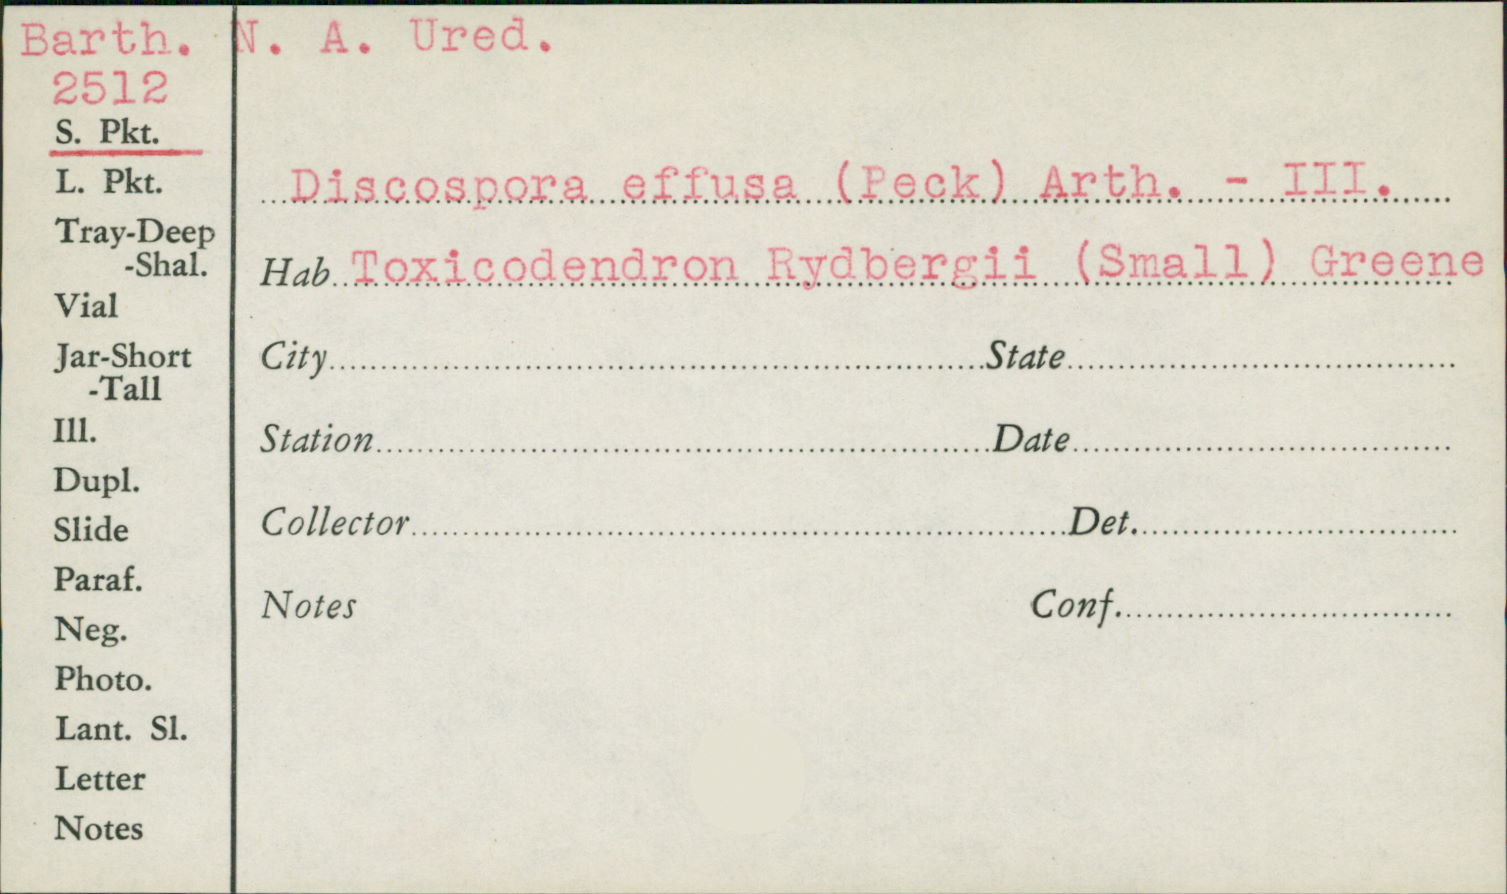 Barth. N. A. Ured.
2512
S. Pkt.
L. Pkt.
Tray-Deep
-Shal.
Vial
Jar-Short
-Tall
Ill.
Dupl.
Slide
Paraf.
Neg.
Photo.
Lant. Sl.
Letter
Notes
Discospora effusa (Peck) Arth. - III.
Hab. Toxicodendron Rydbergii (Small) Greene
City State
Station Date
Collector Det.
Notes Conf.